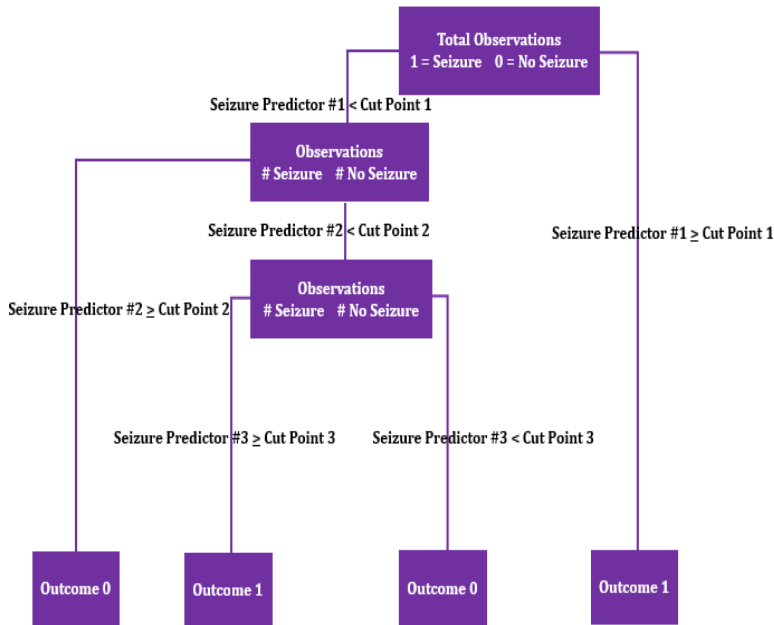 Total Observations
1 = Seizure 0 = No Seizure
Seizure Predictor #1 < Cut Point 1
Observations
# Seizure # No Seizure
Seizure Predictor #2 < Cut Point 2
Seizure Predictor #1 ≥ Cut Point 1
Observations
# Seizure # No Seizure
Seizure Predictor #2 ≥ Cut Point 2
Seizure Predictor #3 ≥ Cut Point 3
Seizure Predictor #3 < Cut Point 3
Outcome 0
Outcome 1
Outcome 0
Outcome 1